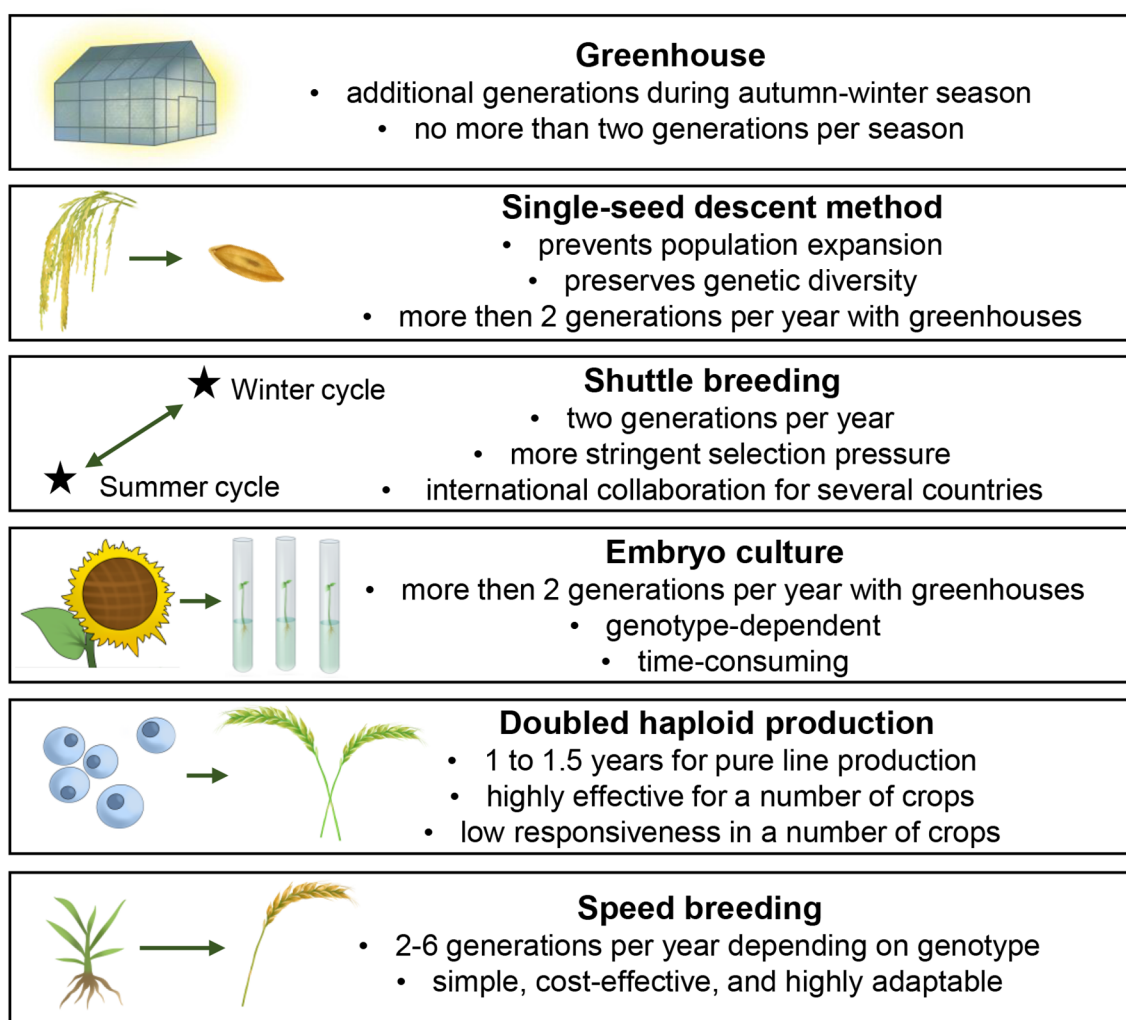 Greenhouse
• additional generations during autumn-winter season
• no more than two generations per season
Single-seed descent method
• prevents population expansion
• preserves genetic diversity
• more then 2 generations per year with greenhouses
Winter cycle
Summer cycle
Shuttle breeding
• two generations per year
• more stringent selection pressure
• international collaboration for several countries
Embryo culture
• more then 2 generations per year with greenhouses
• genotype-dependent
• time-consuming
Doubled haploid production
• 1 to 1.5 years for pure line production
• highly effective for a number of crops
• low responsiveness in a number of crops
Speed breeding
• 2-6 generations per year depending on genotype
• simple, cost-effective, and highly adaptable